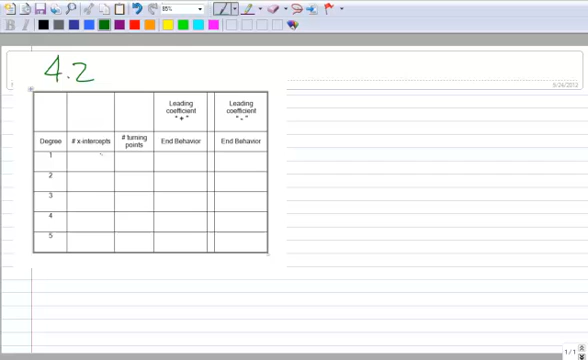 85%
B I
9/24/2012
4.2
Leading coefficient "+"
Leading coefficient "-"
Degree # x-intercepts # turning points End Behavior End Behavior
1
2
3
4
5
1/1